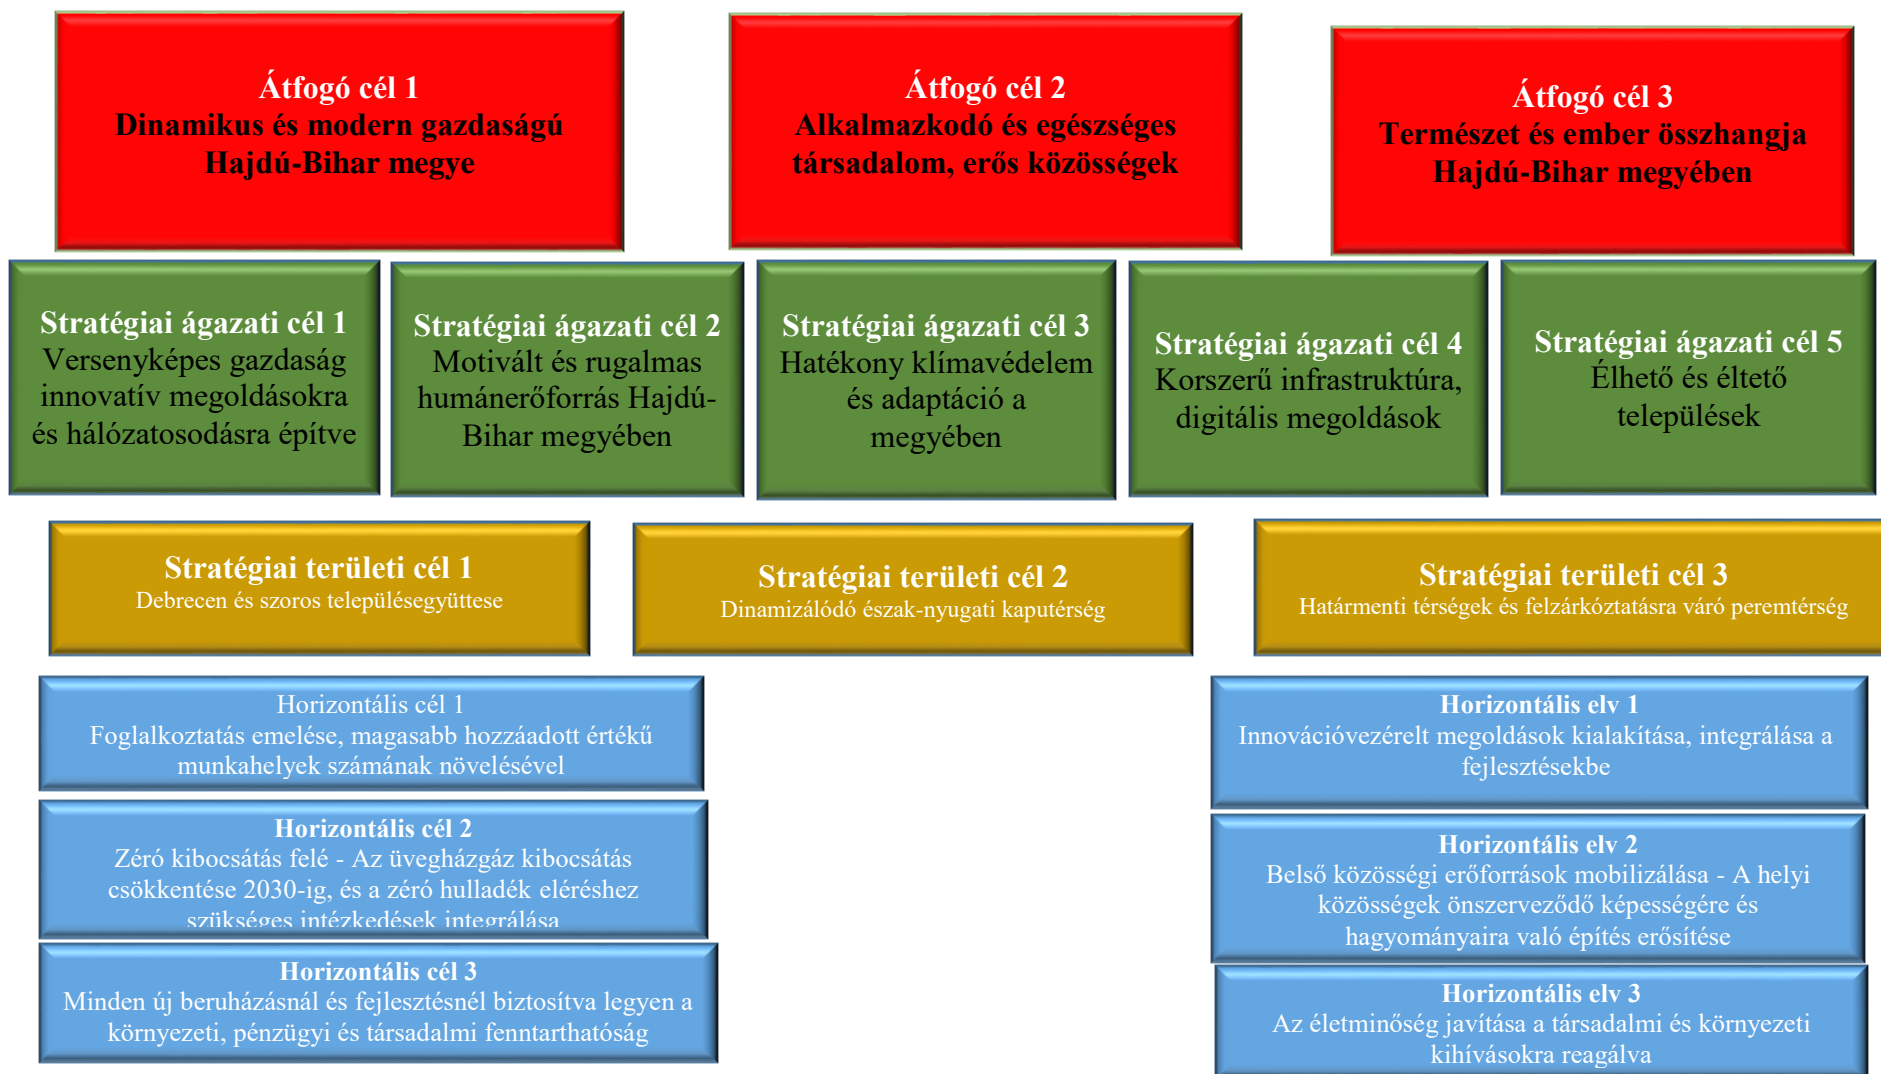 Átfogó cél 1
Dinamikus és modern gazdaságú
Hajdú-Bihar megye
Átfogó cél 2
Alkalmazkodó és egészséges
társadalom, erős közösségek
Átfogó cél 3
Természet és ember összhangja
Hajdú-Bihar megyében
Stratégiai ágazati cél 1
Versenyképes gazdaság
innovatív megoldásokra
és hálózatosodásra építve
Stratégiai ágazati cél 2
Motivált és rugalmas
humánerőforrás Hajdú-
Bihar megyében
Stratégiai ágazati cél 3
Hatékony klímavédelem
és adaptáció a
megyében
Stratégiai ágazati cél 4
Korszerű infrastruktúra,
digitális megoldások
Stratégiai ágazati cél 5
Élhető és éltető
települések
Stratégiai területi cél 1
Debrecen és szoros településegyüttese
Stratégiai területi cél 2
Dinamizálódó észak-nyugati kaputérség
Stratégiai területi cél 3
Határmenti térségek és felzárkóztatásra váró peremtérség
Horizontális cél 1
Foglalkoztatás emelése, magasabb hozzáadott értékű
munkahelyek számának növelésével
Horizontális cél 2
Zéró kibocsátás felé - Az üvegházgáz kibocsátás
csökkentése 2030-ig, és a zéró hulladék eléréshez
szükséges intézkedések integrálása
Horizontális cél 3
Minden új beruházásnál és fejlesztésnél biztosítva legyen a
környezeti, pénzügyi és társadalmi fenntarthatóság
Horizontális elv 1
Innovációvezérelt megoldások kialakítása, integrálása a
fejlesztésekbe
Horizontális elv 2
Belső közösségi erőforrások mobilizálása - A helyi
közösségek önszerveződő képességére és
hagyományaira való építés erősítése
Horizontális elv 3
Az életminőség javítása a társadalmi és környezeti
kihívásokra reagálva